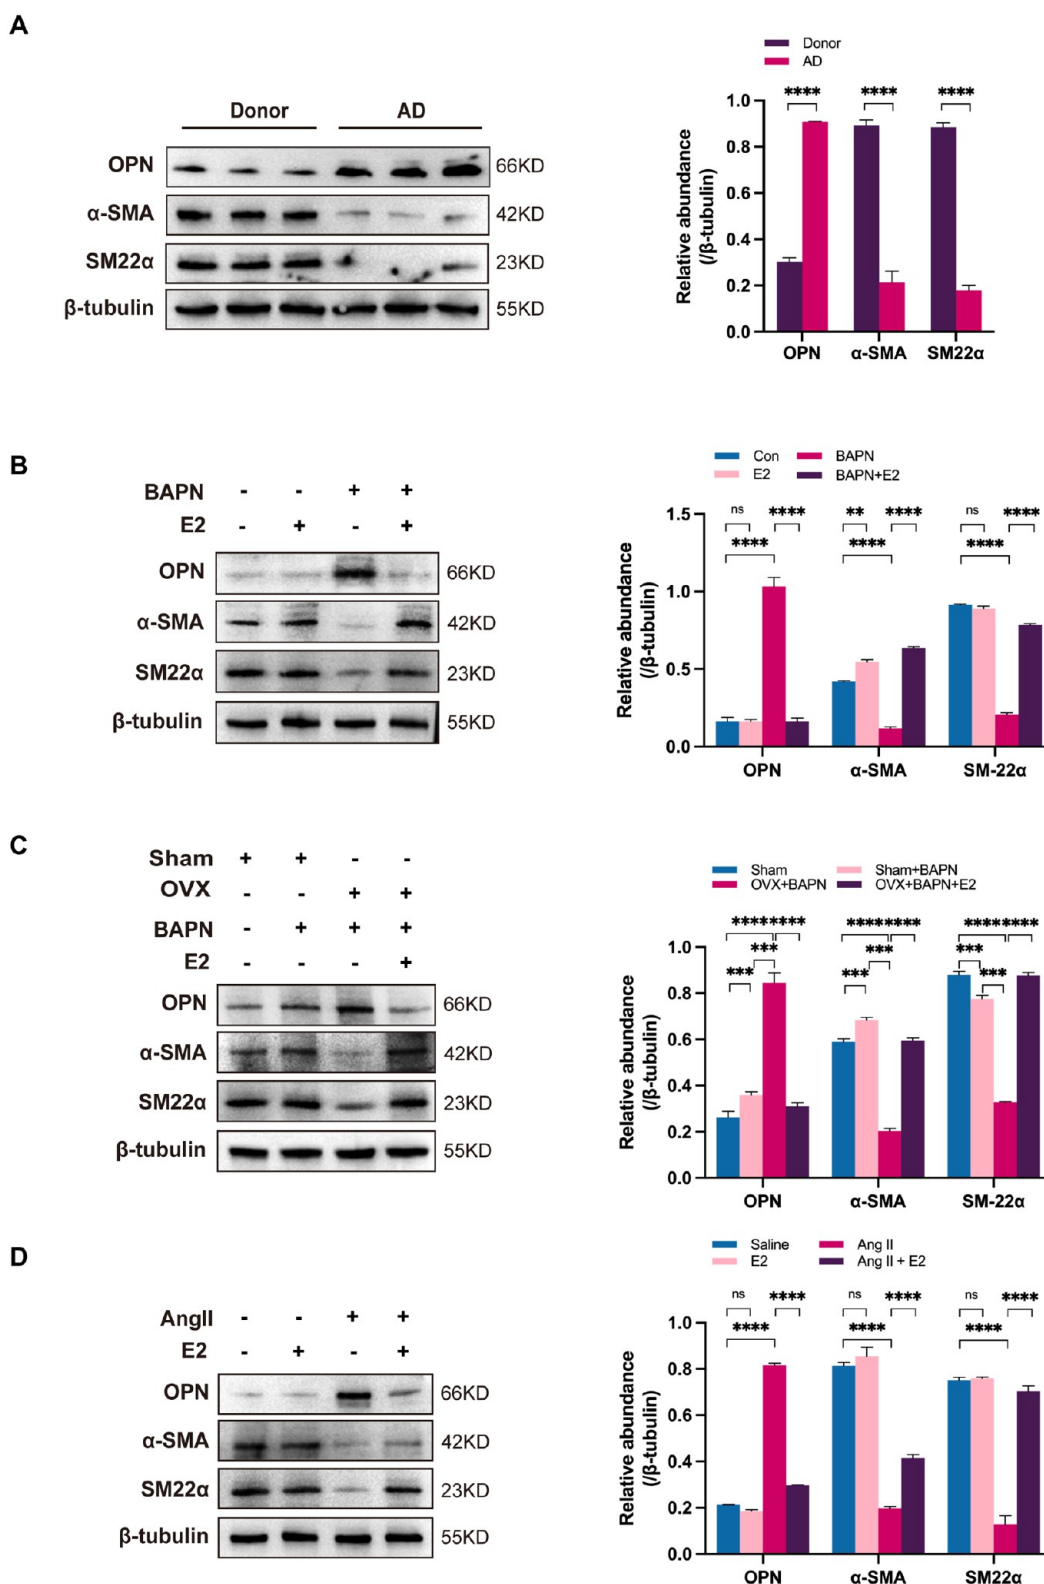 A
Donor AD
OPN 66KD
α-SMA 42KD
SM22α 23KD
β-tubulin 55KD
Donor
AD
**** **** ****
Relative abundance
(/β-tubulin)
1.0
0.8
0.6
0.4
0.2
0.0
OPN α-SMA SM22α
B
BAPN - - + +
E2 - + - +
OPN 66KD
α-SMA 42KD
SM22α 23KD
β-tubulin 55KD
Con BAPN
E2 BAPN+E2
ns **** ** **** ns ****
**** **** ****
Relative abundance
(/β-tubulin)
1.5
1.0
0.5
0.0
OPN α-SMA SM-22α
C
Sham + + - -
OVX - - + +
BAPN - + + +
E2 - - - +
OPN 66KD
α-SMA 42KD
SM22α 23KD
β-tubulin 55KD
Sham Sham+BAPN
OVX+BAPN OVX+BAPN+E2
******** ******** ********
*** *** ***
*** *** ***
Relative abundance
(/β-tubulin)
1.0
0.8
0.6
0.4
0.2
0.0
OPN α-SMA SM-22α
D
AngII - - + +
E2 - + - +
OPN 66KD
α-SMA 42KD
SM22α 23KD
β-tubulin 55KD
Saline Ang II
E2 Ang II + E2
ns **** ns **** ns ****
**** **** ****
Relative abundance
(/β-tubulin)
1.0
0.8
0.6
0.4
0.2
0.0
OPN α-SMA SM22α